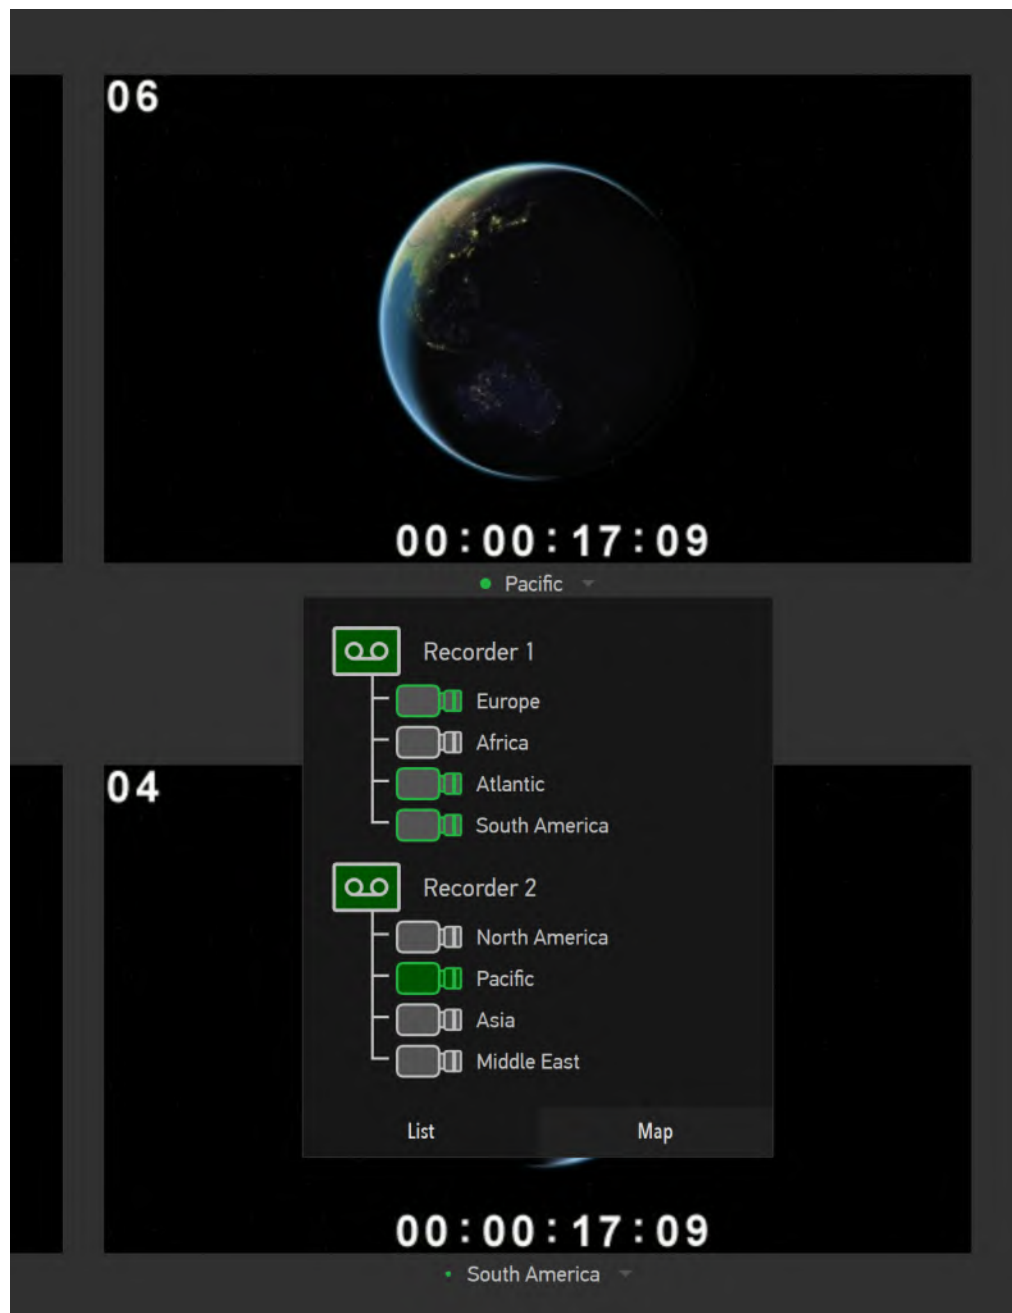 06
00:00:17:09
Pacific
Recorder 1
Europe
Africa
Atlantic
South America
Recorder 2
North America
Pacific
Asia
Middle East
List Map
04
00:00:17:09
South America